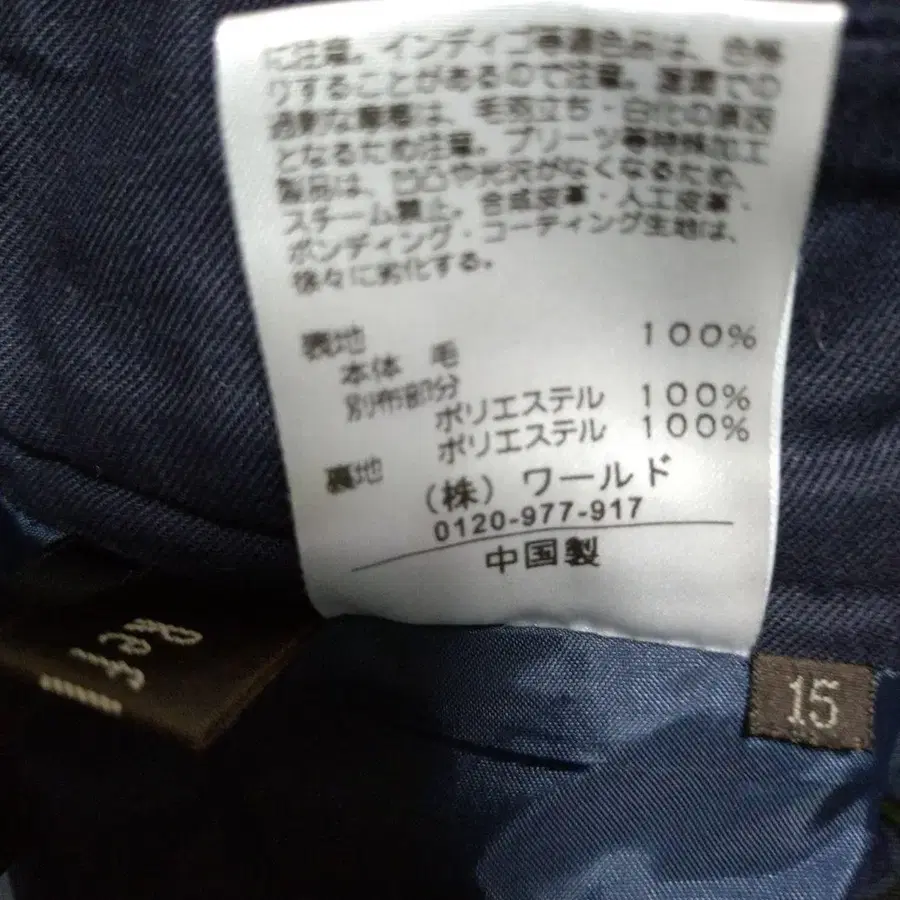 に注意。インディゴ等濃色品は、色移
りすることがあるので注意。連続での
過剰な着用は、毛羽立ち・白化の原因
となるため注意。プリーツ等特殊加工
製品は、凹凸や光沢がなくなるため、
スチーム禁止。合成皮革・人工皮革・
ボンディング・コーティング生地は、
徐々に劣化する。
表地
本体 毛 100%
別布部分
ポリエステル 100%
ポリエステル 100%
裏地
(株) ワールド
0120-977-917
中国製
15